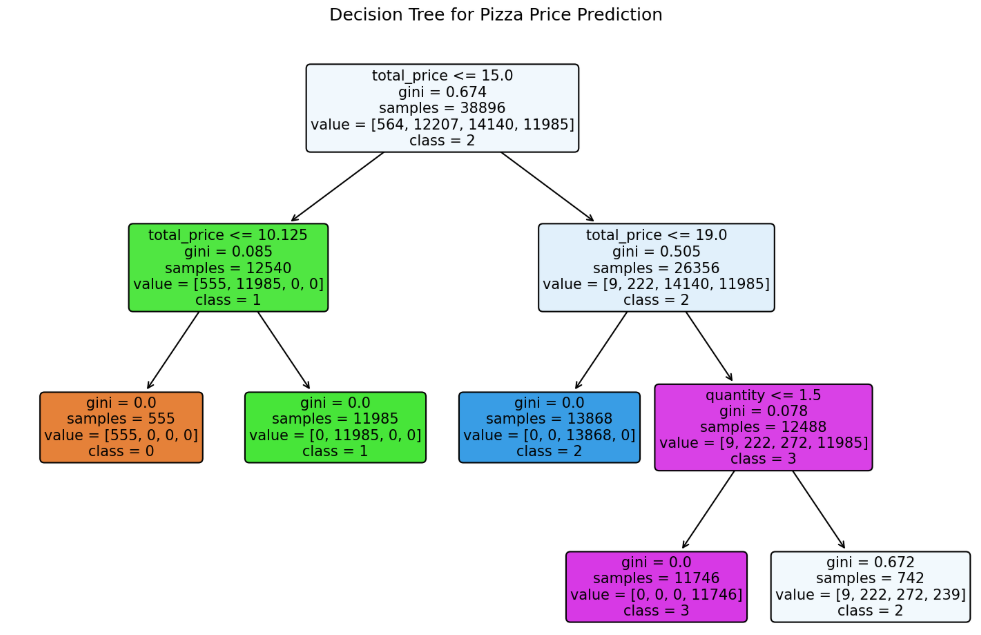 Decision Tree for Pizza Price Prediction
total_price <= 15.0
gini = 0.674
samples = 38896
value = [564, 12207, 14140, 11985]
class = 2
total_price <= 10.125
gini = 0.085
samples = 12540
value = [555, 11985, 0, 0]
class = 1
total_price <= 19.0
gini = 0.505
samples = 26356
value = [9, 222, 14140, 11985]
class = 2
gini = 0.0
samples = 555
value = [555, 0, 0, 0]
class = 0
gini = 0.0
samples = 11985
value = [0, 11985, 0, 0]
class = 1
gini = 0.0
samples = 13868
value = [0, 0, 13868, 0]
class = 2
quantity <= 1.5
gini = 0.078
samples = 12488
value = [9, 222, 272, 11985]
class = 3
gini = 0.0
samples = 11746
value = [0, 0, 0, 11746]
class = 3
gini = 0.672
samples = 742
value = [9, 222, 272, 239]
class = 2